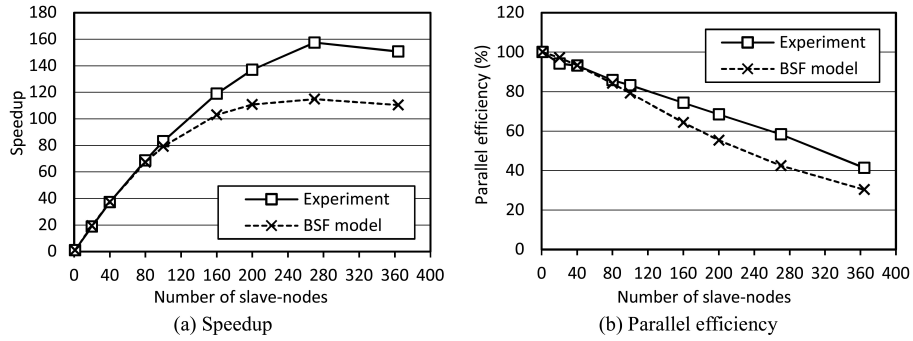 180
160
140
120
100
80
60
40
20
0
Speedup
Experiment
BSF model
0 40 80 120 160 200 240 280 320 360 400
Number of slave-nodes
(a) Speedup
120
100
80
60
40
20
0
Parallel efficiency (%)
Experiment
BSF model
0 40 80 120 160 200 240 280 320 360 400
Number of slave-nodes
(b) Parallel efficiency